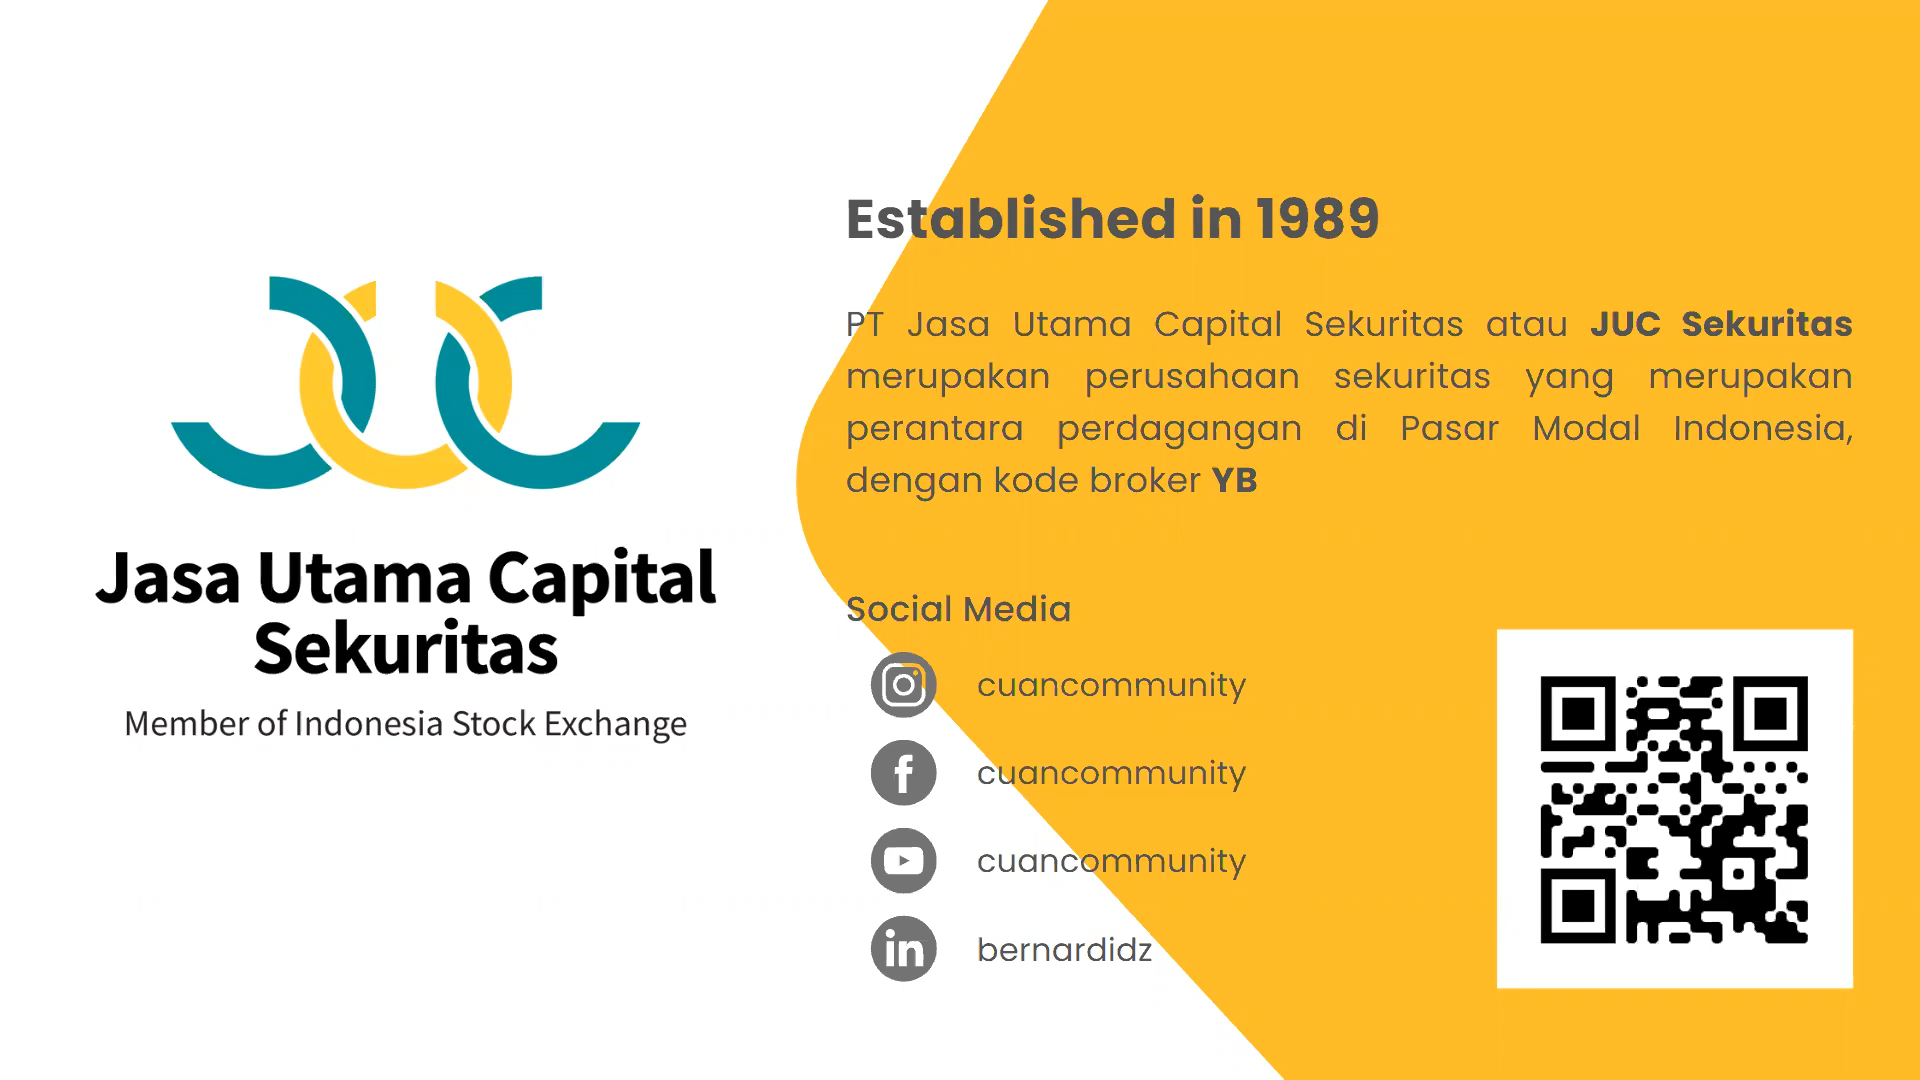 Jasa Utama Capital
Sekuritas
Member of Indonesia Stock Exchange
Established in 1989
PT Jasa Utama Capital Sekuritas atau JUC Sekuritas
merupakan perusahaan sekuritas yang merupakan
perantara perdagangan di Pasar Modal Indonesia,
dengan kode broker YB
Social Media
cuancommunity
cuancommunity
cuancommunity
bernardidz